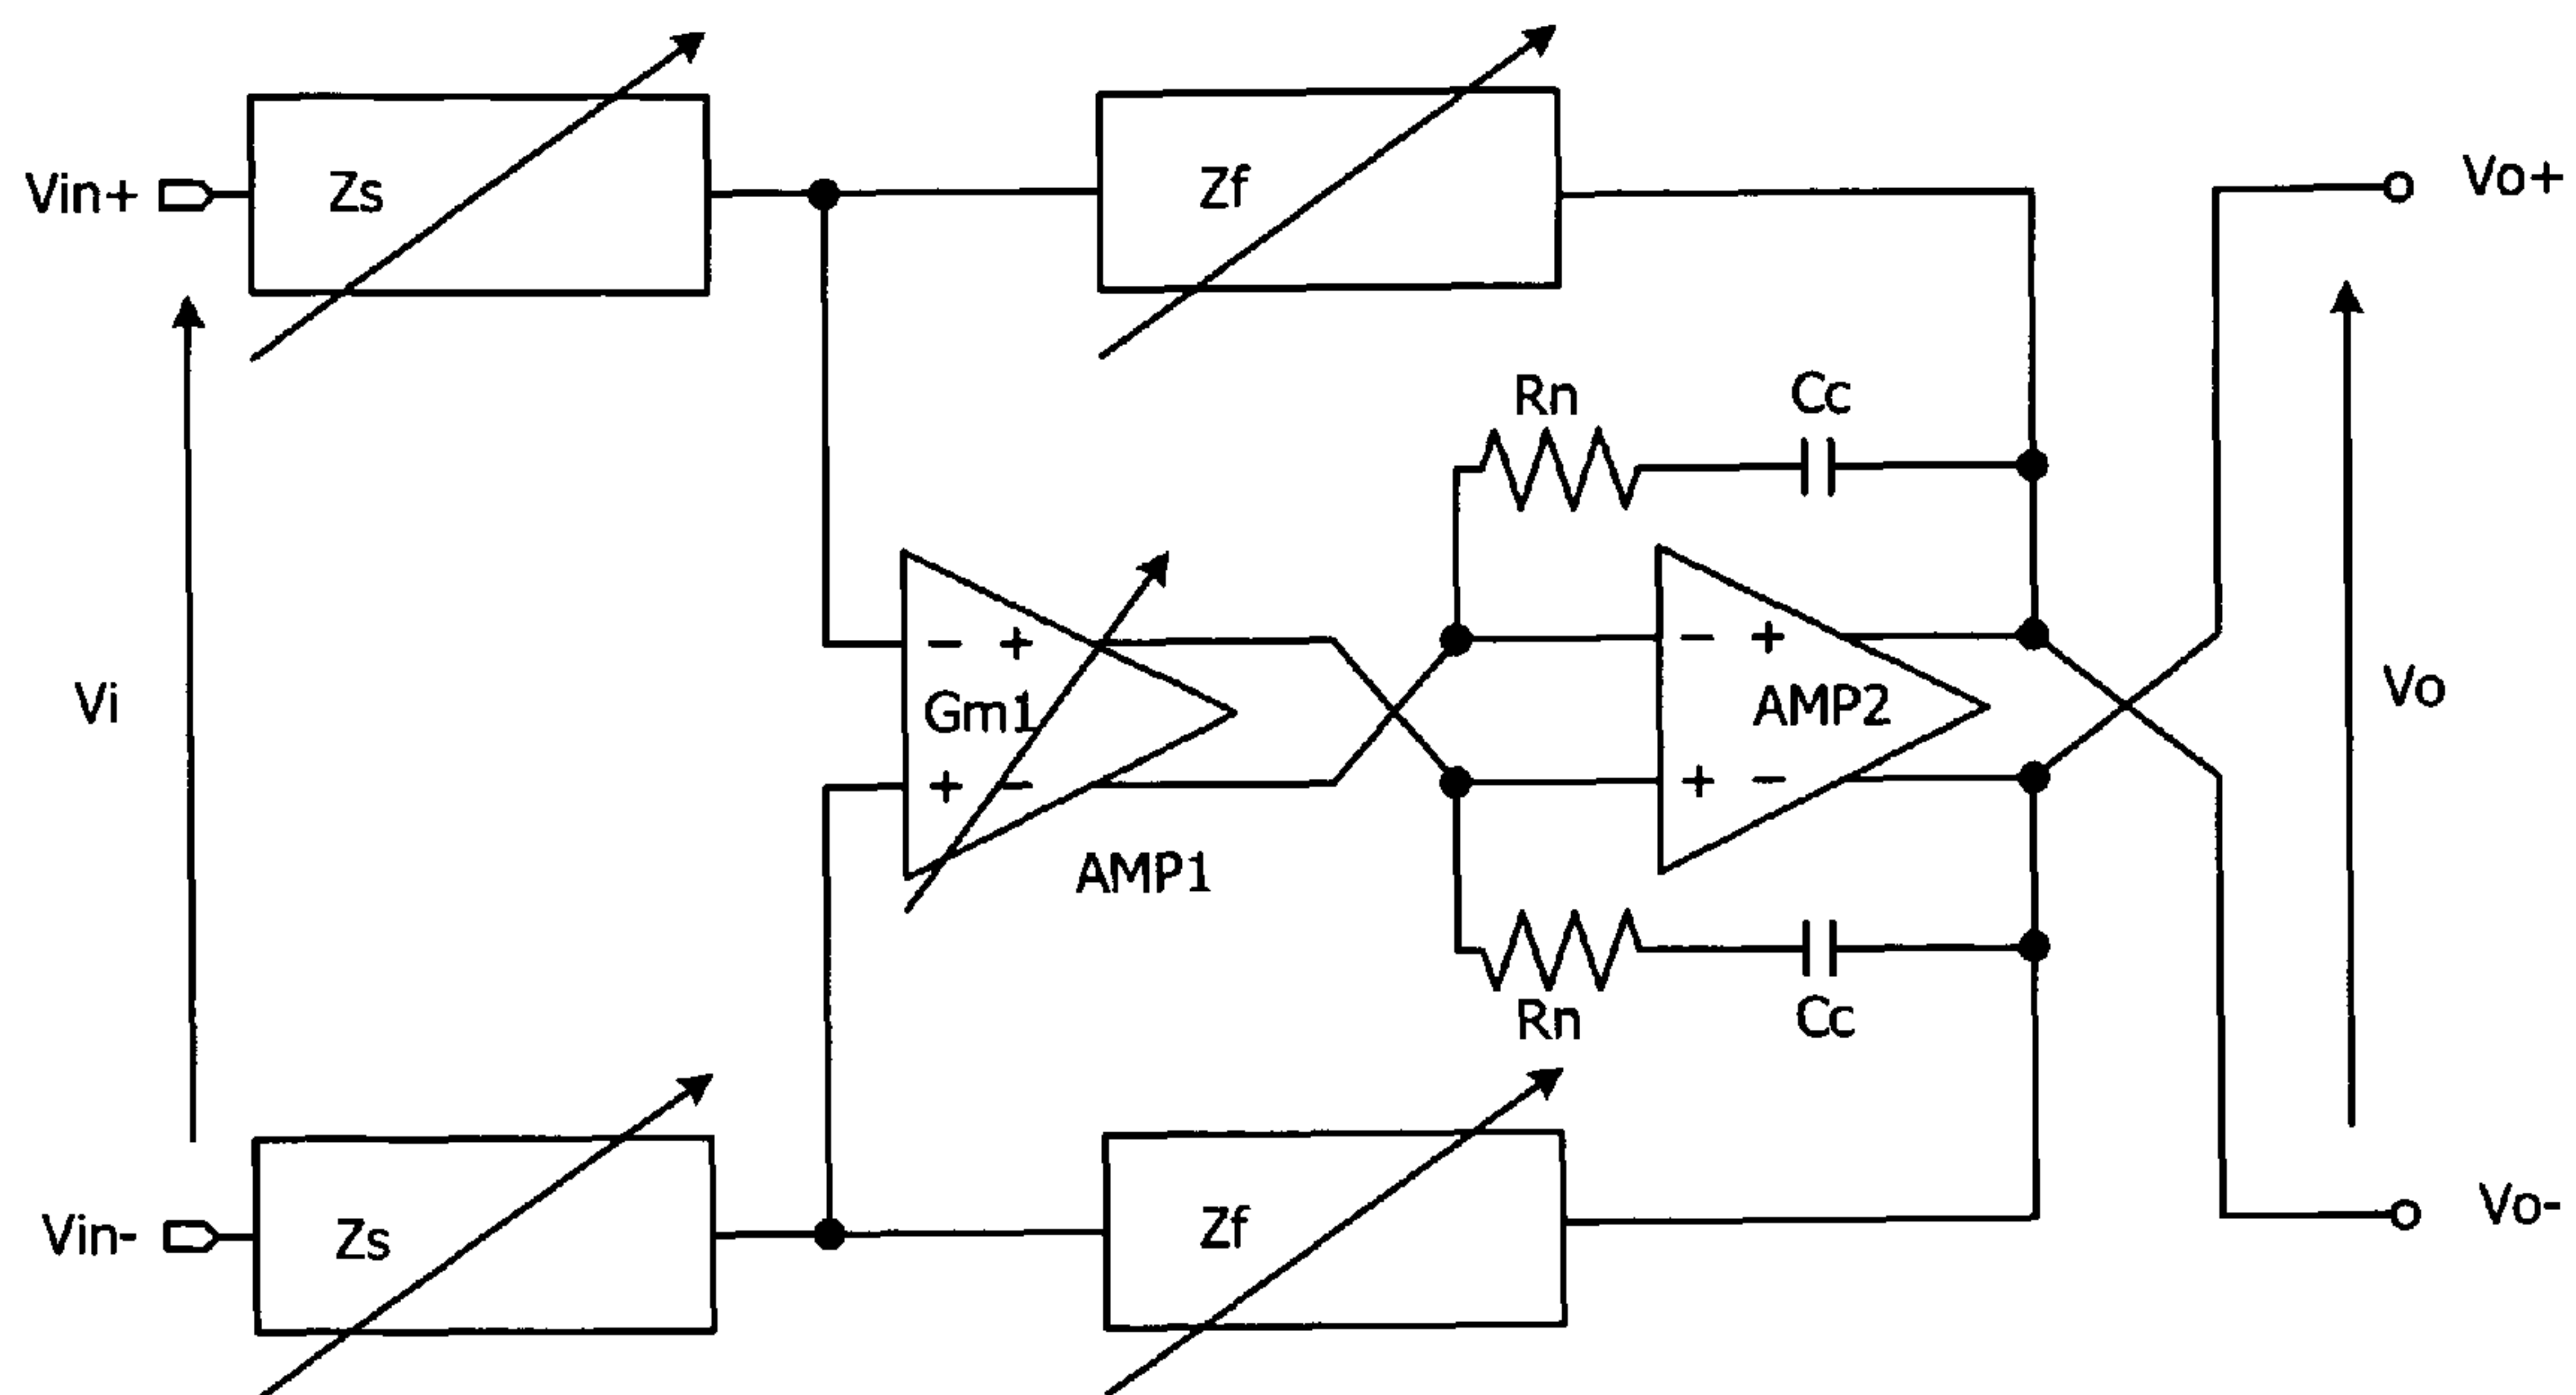 Vin+
Zs
Zf
Vo+
Rn
Cc
− +
− +
Vi
Gm1
AMP2
Vo
+ −
+ −
AMP1
Rn
Cc
Vin-
Zs
Zf
Vo-